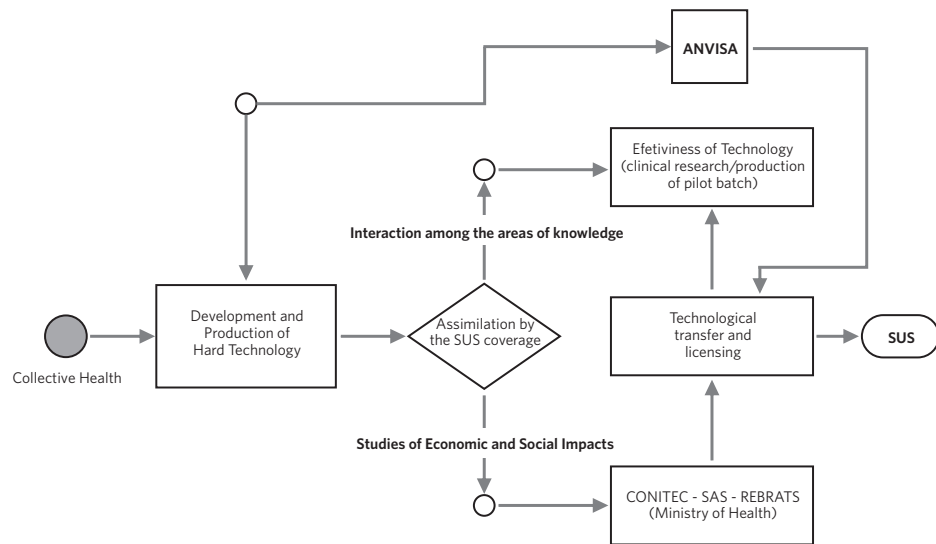 ANVISA
Efetiviness of Technology
(clinical research/production
of pilot batch)
Interaction among the areas of knowledge
Development and
Production of
Hard Technology
Assimilation by
the SUS coverage
Technological
transfer and
licensing
SUS
Collective Health
Studies of Economic and Social Impacts
CONITEC - SAS - REBRATS
(Ministry of Health)